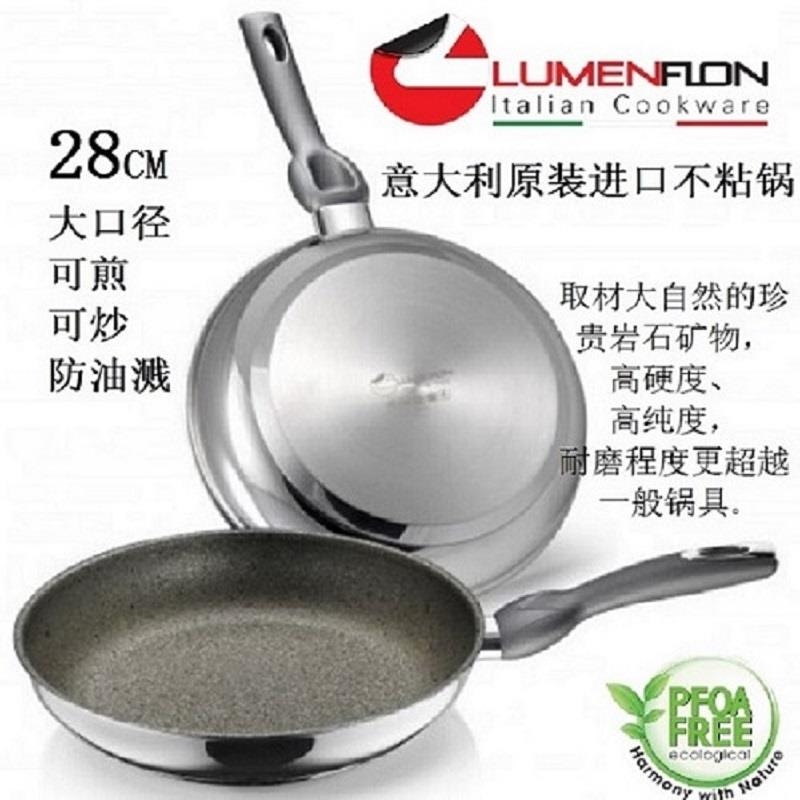 LUMENFLON
Italian Cookware
意大利原装进口不粘锅
28CM
大口径
可煎
可炒
防油溅
取材大自然的珍
贵岩石矿物，
高硬度、
高纯度，
耐磨程度更超越
一般锅具。
LUMENFLON
PFOA
FREE
ecological
Harmony with Nature